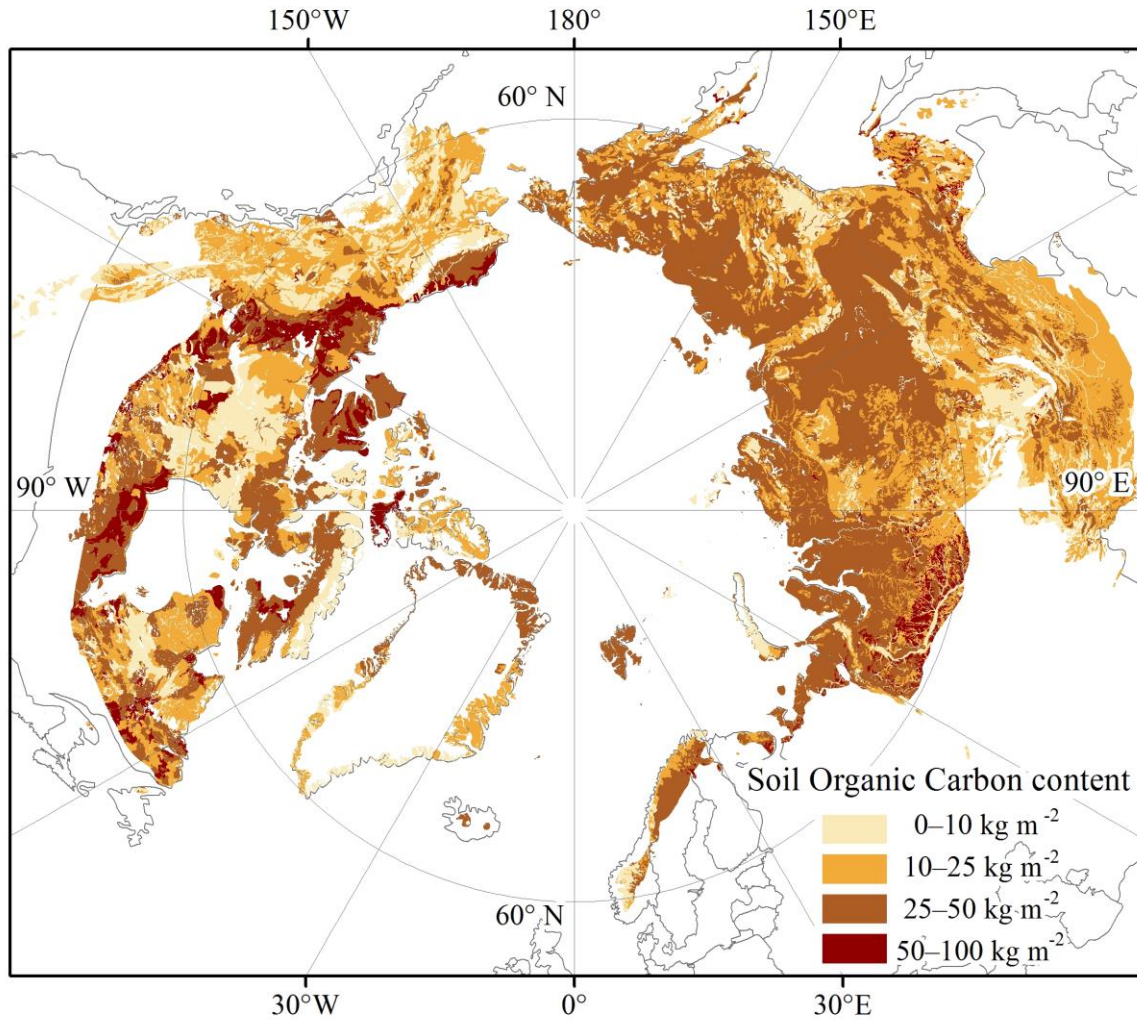 150°W
180°
150°E
60° N
90° W
90° E
Soil Organic Carbon content
0–10 kg m⁻²
10–25 kg m⁻²
25–50 kg m⁻²
50–100 kg m⁻²
60° N
30°W
0°
30°E